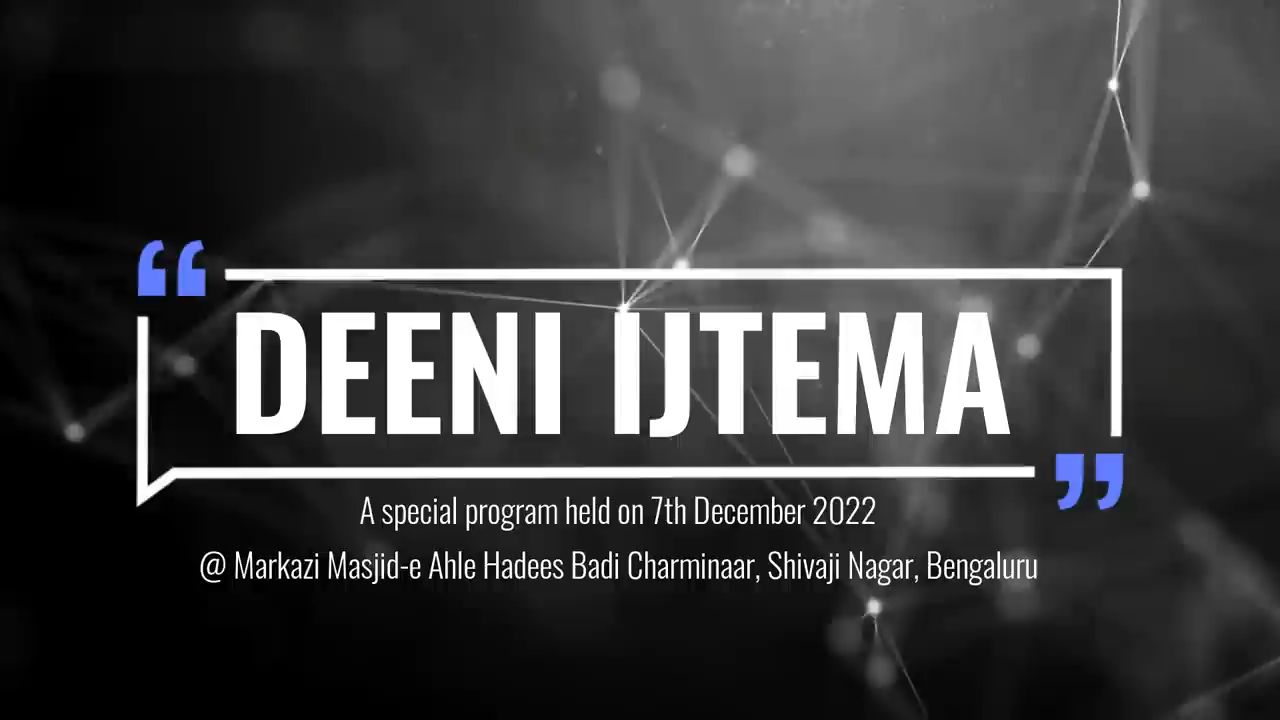 “
DEENI IJTEMA
”
A special program held on 7th December 2022
@ Markazi Masjid-e Ahle Hadees Badi Charminaar, Shivaji Nagar, Bengaluru